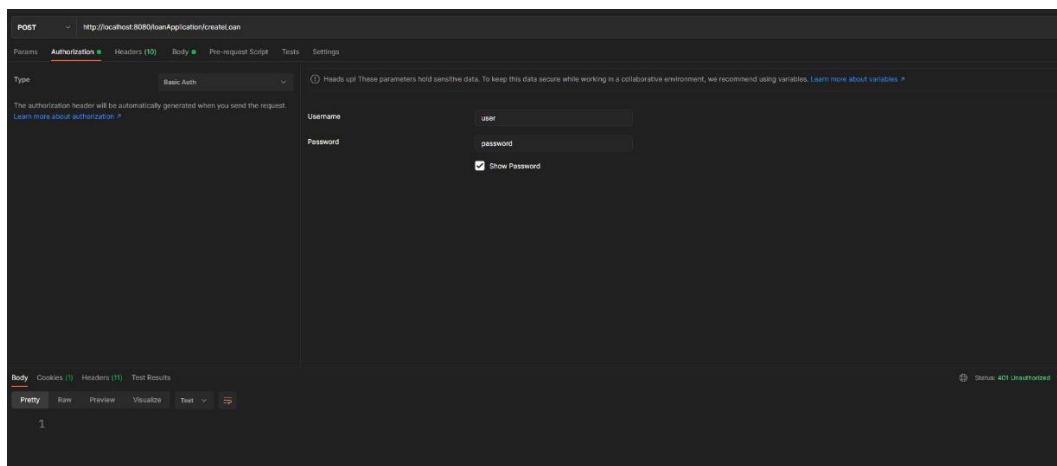 POST http://localhost:8080/loanApplication/createLoan
Params Authorization Headers (10) Body Pre-request Script Tests Settings
Type Basic Auth
The authorization header will be automatically generated when you send the request.
Learn more about authorization ↗
Heads up! These parameters hold sensitive data. To keep this data secure while working in a collaborative environment, we recommend using variables. Learn more about variables ↗
Username user
Password password
Show Password
Body Cookies (1) Headers (11) Test Results Status: 401 Unauthorized
Pretty Raw Preview Visualize Text
1